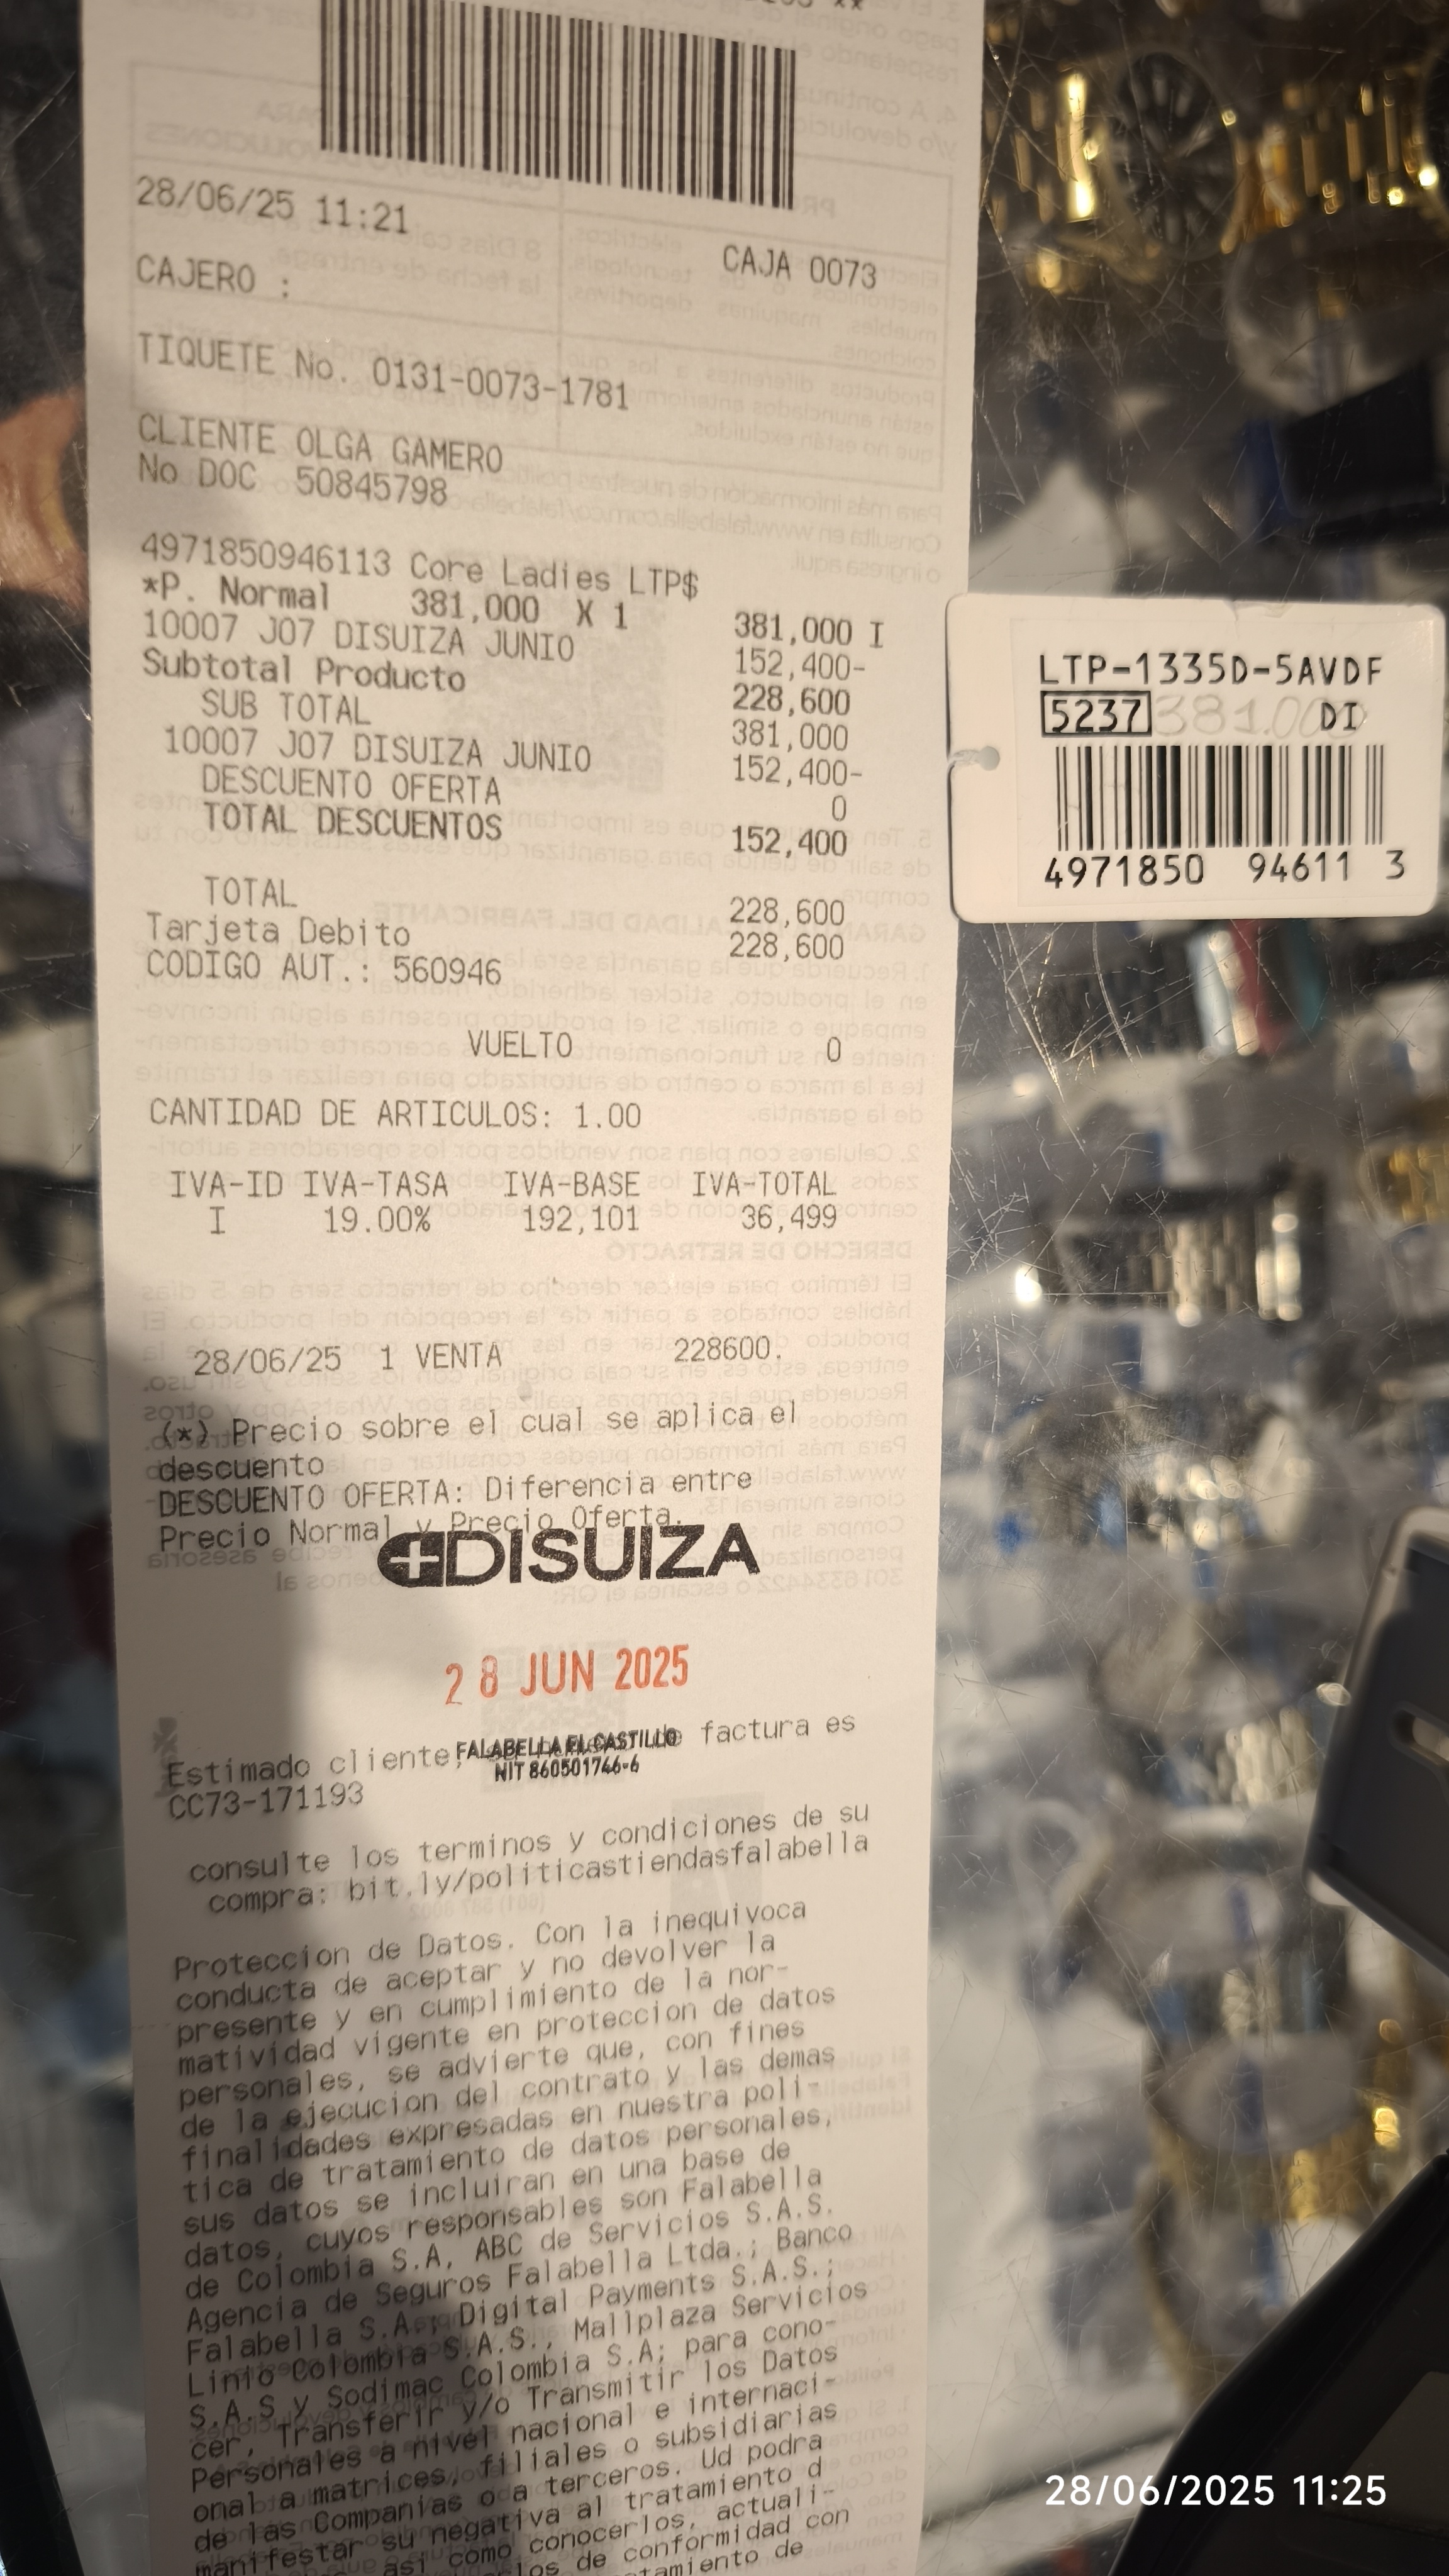 28/06/25 11:21
CAJA 0073
CAJERO :
TIQUETE No. 0131-0073-1781
CLIENTE OLGA GAMERO
No DOC 50845798
4971850946113 Core Ladies LTP$
*P. Normal 381,000 X 1 381,000 I
10007 J07 DISUIZA JUNIO 152,400-
Subtotal Producto 228,600
SUB TOTAL 381,000
10007 J07 DISUIZA JUNIO 152,400-
DESCUENTO OFERTA 0
TOTAL DESCUENTOS 152,400
TOTAL 228,600
Tarjeta Debito 228,600
CODIGO AUT.: 560946
VUELTO 0
CANTIDAD DE ARTICULOS: 1.00
IVA-ID IVA-TASA IVA-BASE IVA-TOTAL
I 19.00% 192,101 36,499
28/06/25 1 VENTA 228600.
(*) Precio sobre el cual se aplica el
descuento
DESCUENTO OFERTA: Diferencia entre
Precio Normal y Precio Oferta.
DISUIZA
28 JUN 2025
FALABELLA EL CASTILLO
NIT 860501746-6
Estimado cliente, factura es
CC73-171193
consulte los terminos y condiciones de su
compra: bit.ly/politicastiendasfalabella
Proteccion de Datos. Con la inequivoca
conducta de aceptar y no devolver la
presente y en cumplimiento de la nor-
matividad vigente en proteccion de datos
personales, se advierte que, con fines
de la ejecucion del contrato y las demas
finalidades expresadas en nuestra poli-
tica de tratamiento de datos personales,
sus datos se incluiran en una base de
datos, cuyos responsables son Falabella
de Colombia S.A, ABC de Servicios S.A.S.
Agencia de Seguros Falabella Ltda.; Banco
Falabella S.A.; Digital Payments S.A.S.;
Linio Colombia S.A.S., Mallplaza Servicios
S.A.S y Sodimac Colombia S.A; para cono-
cer, Transferir y/o Transmitir los Datos
Personales a nivel nacional e internaci-
onal a matrices, filiales o subsidiarias
de las Companias o a terceros. Ud podra
manifestar su negativa al tratamiento d
asi como conocerlos, actuali-
de conformidad con
tamiento de
LTP-1335D-5AVDF
5237 381.000 DI
4971850 94611 3
28/06/2025 11:25